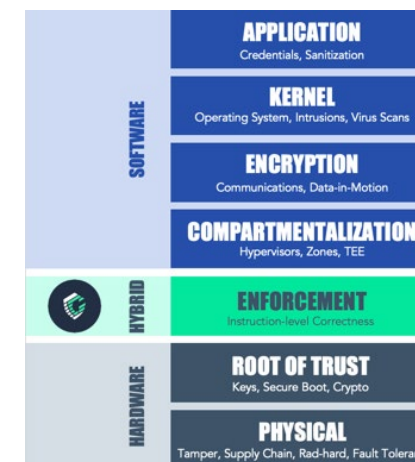 SOFTWARE
APPLICATION
Credentials, Sanitization
KERNEL
Operating System, Intrusions, Virus Scans
ENCRYPTION
Communications, Data-in-Motion
COMPARTMENTALIZATION
Hypervisors, Zones, TEE
HYBRID
ENFORCEMENT
Instruction-level Correctness
HARDWARE
ROOT OF TRUST
Keys, Secure Boot, Crypto
PHYSICAL
Tamper, Supply Chain, Rad-hard, Fault Tolera